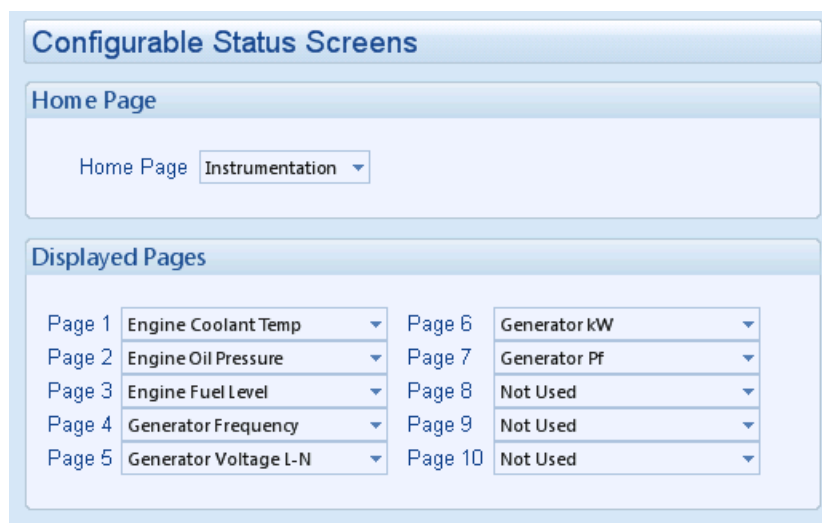 Configurable Status Screens
Home Page
Home Page Instrumentation
Displayed Pages
Page 1 Engine Coolant Temp Page 6 Generator kW
Page 2 Engine Oil Pressure Page 7 Generator Pf
Page 3 Engine Fuel Level Page 8 Not Used
Page 4 Generator Frequency Page 9 Not Used
Page 5 Generator Voltage L-N Page 10 Not Used